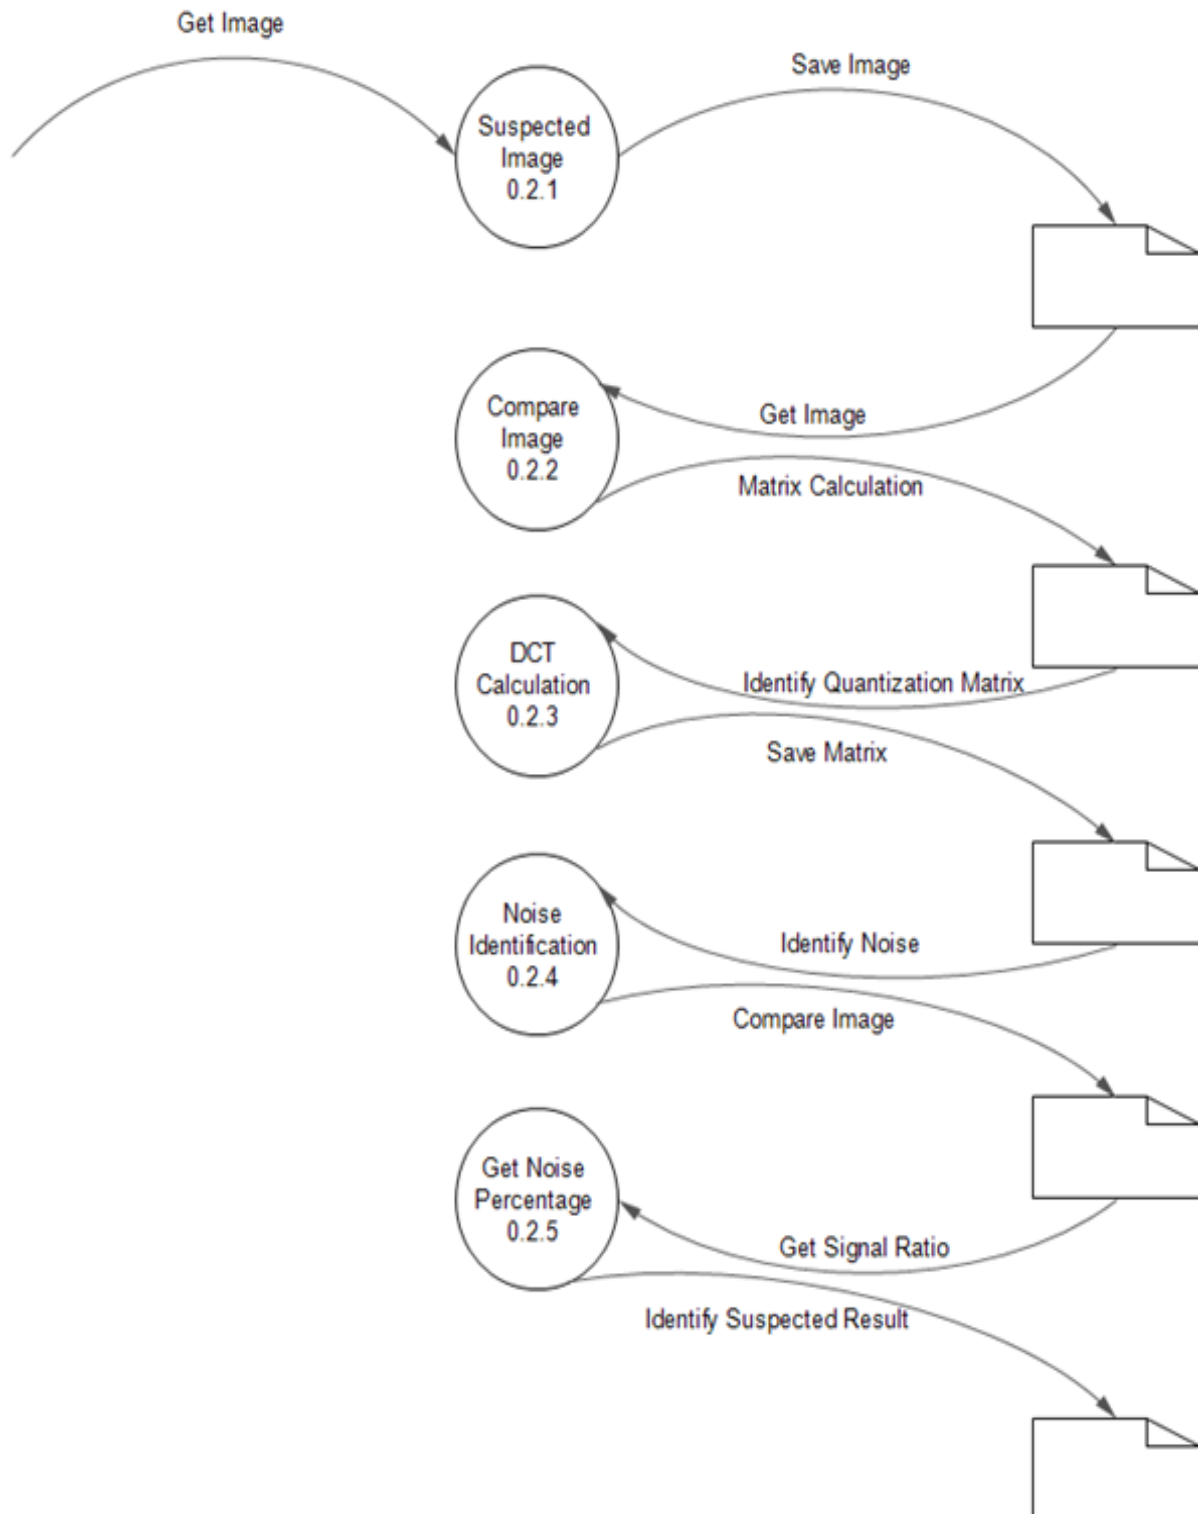 Get Image
Save Image
Suspected
Image
0.2.1
Compare
Image
0.2.2
Get Image
Matrix Calculation
DCT
Calculation
0.2.3
Identify Quantization Matrix
Save Matrix
Noise
Identification
0.2.4
Identify Noise
Compare Image
Get Noise
Percentage
0.2.5
Get Signal Ratio
Identify Suspected Result